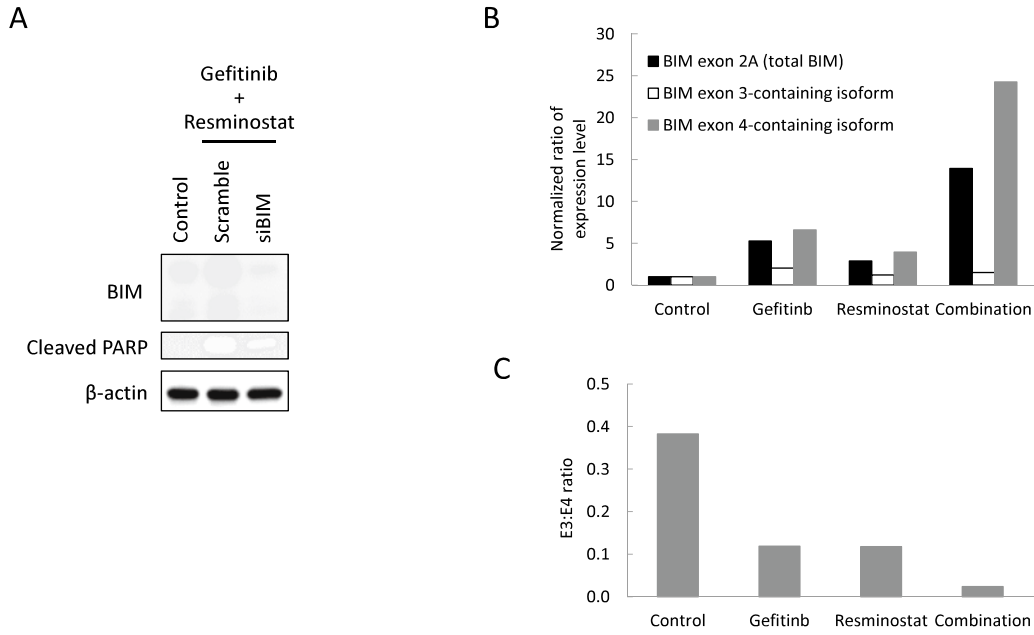 A
Gefitinib
+
Resminostat
Control
Scramble
siBIM
BIM
Cleaved PARP
β-actin
B
Normalized ratio of
expression level
30
25
20
15
10
5
0
BIM exon 2A (total BIM)
BIM exon 3-containing isoform
BIM exon 4-containing isoform
Control Gefitinb Resminostat Combination
C
E3:E4 ratio
0.5
0.4
0.3
0.2
0.1
0.0
Control Gefitinb Resminostat Combination